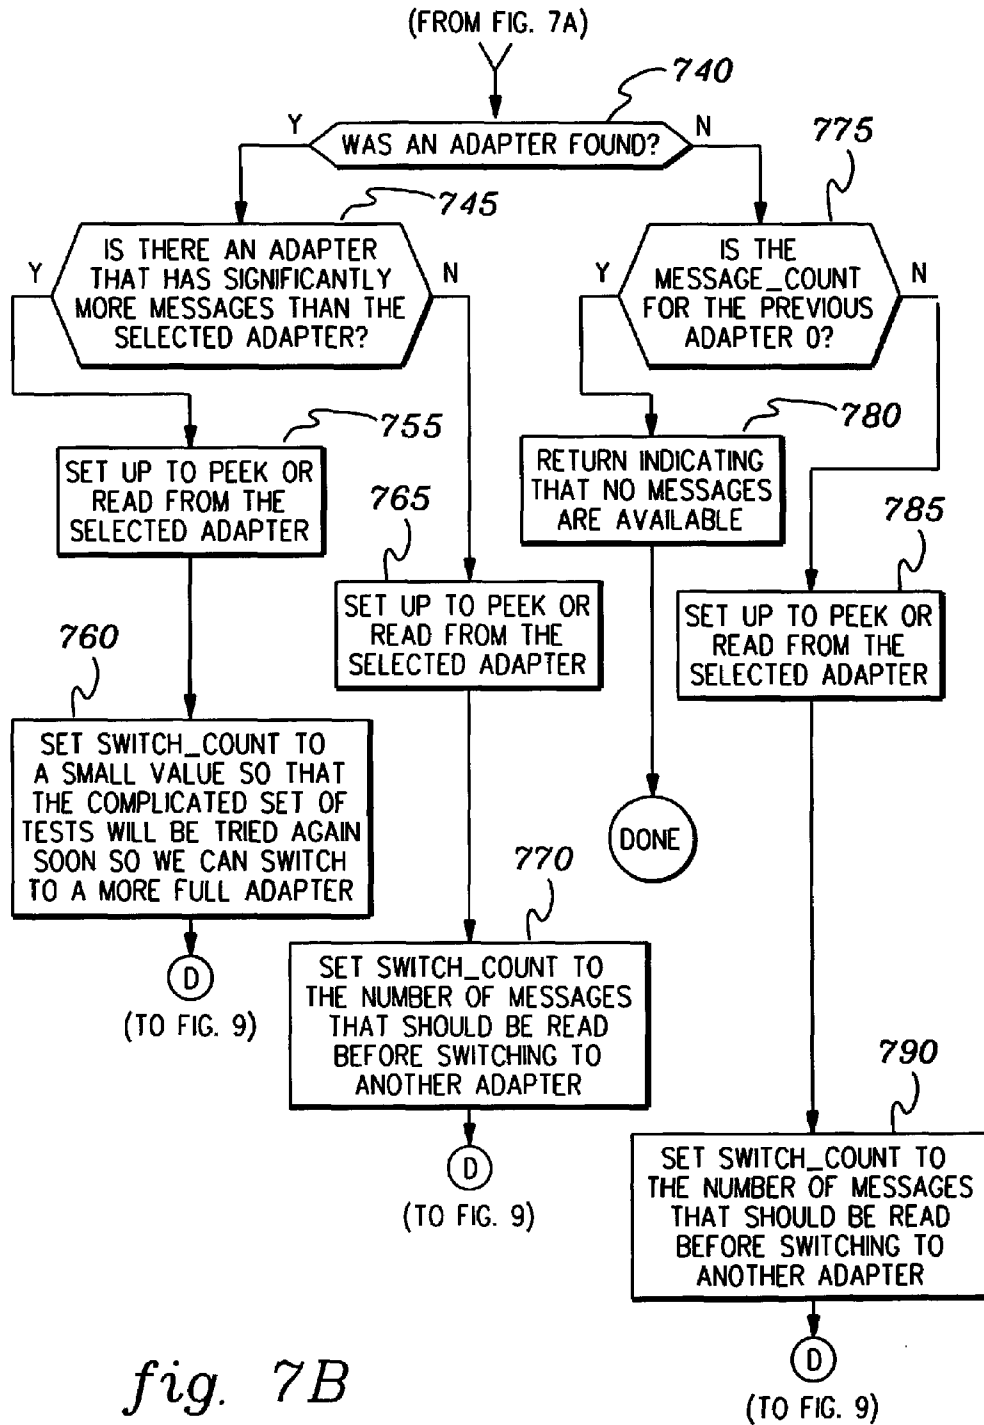 (FROM FIG. 7A)
740
Y
WAS AN ADAPTER FOUND?
N
775
745
Y
IS THERE AN ADAPTER
THAT HAS SIGNIFICANTLY
MORE MESSAGES THAN THE
SELECTED ADAPTER?
N
Y
IS THE
MESSAGE_COUNT
FOR THE PREVIOUS
ADAPTER 0?
N
755
SET UP TO PEEK OR
READ FROM THE
SELECTED ADAPTER
780
RETURN INDICATING
THAT NO MESSAGES
ARE AVAILABLE
765
SET UP TO PEEK OR
READ FROM THE
SELECTED ADAPTER
785
SET UP TO PEEK OR
READ FROM THE
SELECTED ADAPTER
760
SET SWITCH_COUNT TO
A SMALL VALUE SO THAT
THE COMPLICATED SET OF
TESTS WILL BE TRIED AGAIN
SOON SO WE CAN SWITCH
TO A MORE FULL ADAPTER
D
(TO FIG. 9)
DONE
770
SET SWITCH_COUNT TO
THE NUMBER OF MESSAGES
THAT SHOULD BE READ
BEFORE SWITCHING TO
ANOTHER ADAPTER
D
(TO FIG. 9)
790
SET SWITCH_COUNT TO
THE NUMBER OF MESSAGES
THAT SHOULD BE READ
BEFORE SWITCHING TO
ANOTHER ADAPTER
D
(TO FIG. 9)
fig. 7B